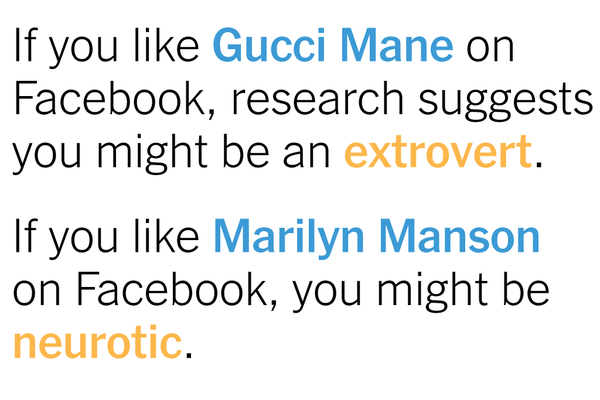 If you like Gucci Mane on
Facebook, research suggests
you might be an extrovert.
If you like Marilyn Manson
on Facebook, you might be
neurotic.